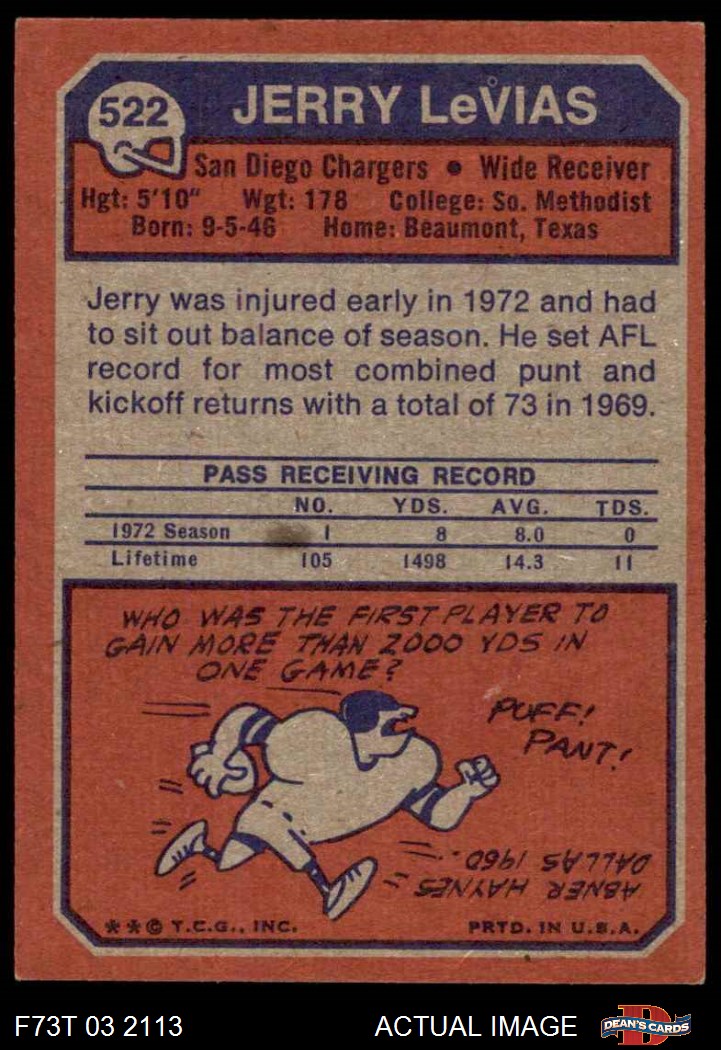 522
JERRY LeVIAS
San Diego Chargers • Wide Receiver
Hgt: 5'10" Wgt: 178 College: So. Methodist
Born: 9-5-46 Home: Beaumont, Texas
Jerry was injured early in 1972 and had
to sit out balance of season. He set AFL
record for most combined punt and
kickoff returns with a total of 73 in 1969.
PASS RECEIVING RECORD
NO. YDS. AVG. TDS.
1972 Season 1 8 8.0 0
Lifetime 105 1498 14.3 11
WHO WAS THE FIRST PLAYER TO
GAIN MORE THAN 2000 YDS IN
ONE GAME?
PUFF!
PANT!
ABNER HAYNES
DALLAS 1960.
**© T.C.G., INC. PRTD. IN U.S.A.
F73T 03 2113 ACTUAL IMAGE
D
DEAN'S CARDS